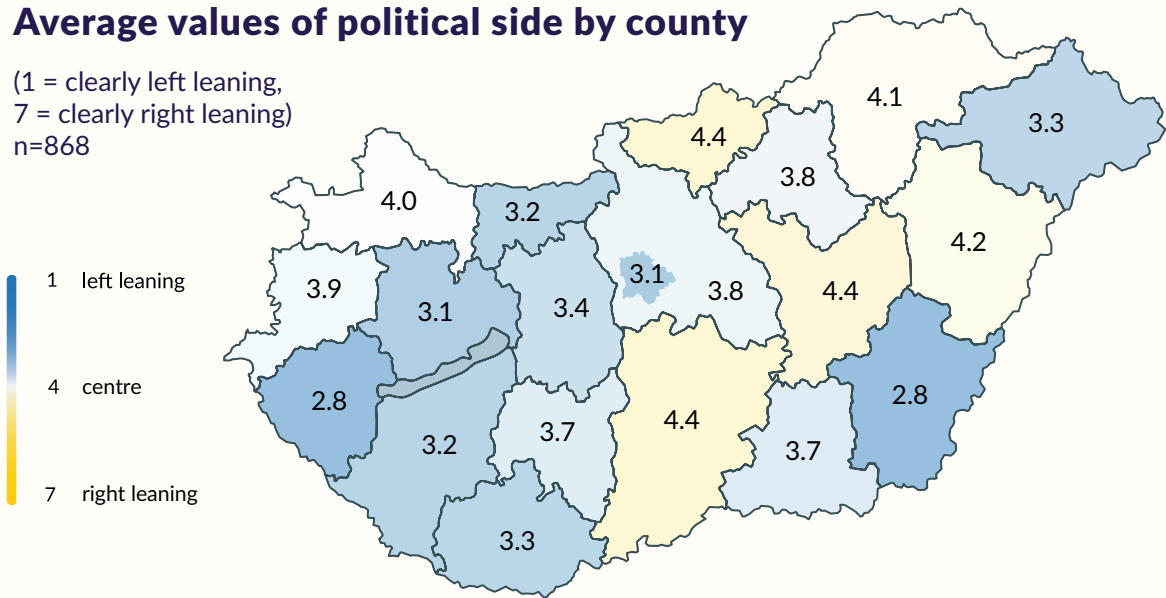 Average values of political side by county
(1 = clearly left leaning,
7 = clearly right leaning)
n=868
4.1
3.3
4.4
3.8
4.0
3.2
4.2
3.9
3.1
3.4
3.1
3.8
4.4
1 left leaning
4 centre
7 right leaning
2.8
3.2
3.7
4.4
3.7
2.8
3.3